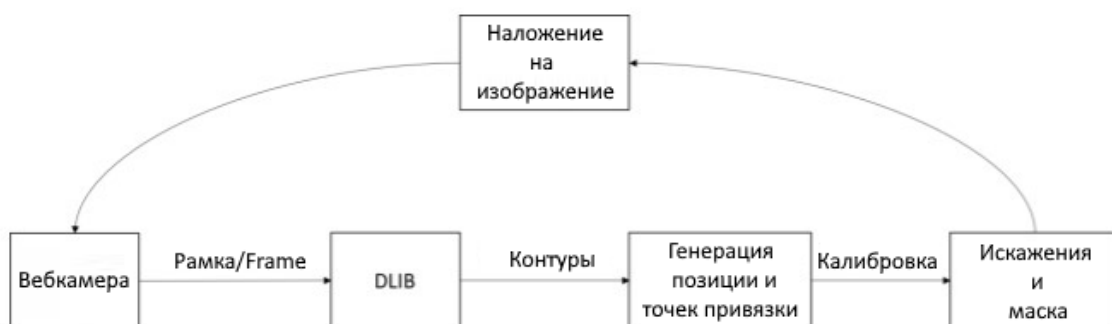 Наложение
на
изображение
Вебкамера
Рамка/Frame
DLIB
Контуры
Генерация
позиции и
точек привязки
Калибровка
Искажения
и
маска